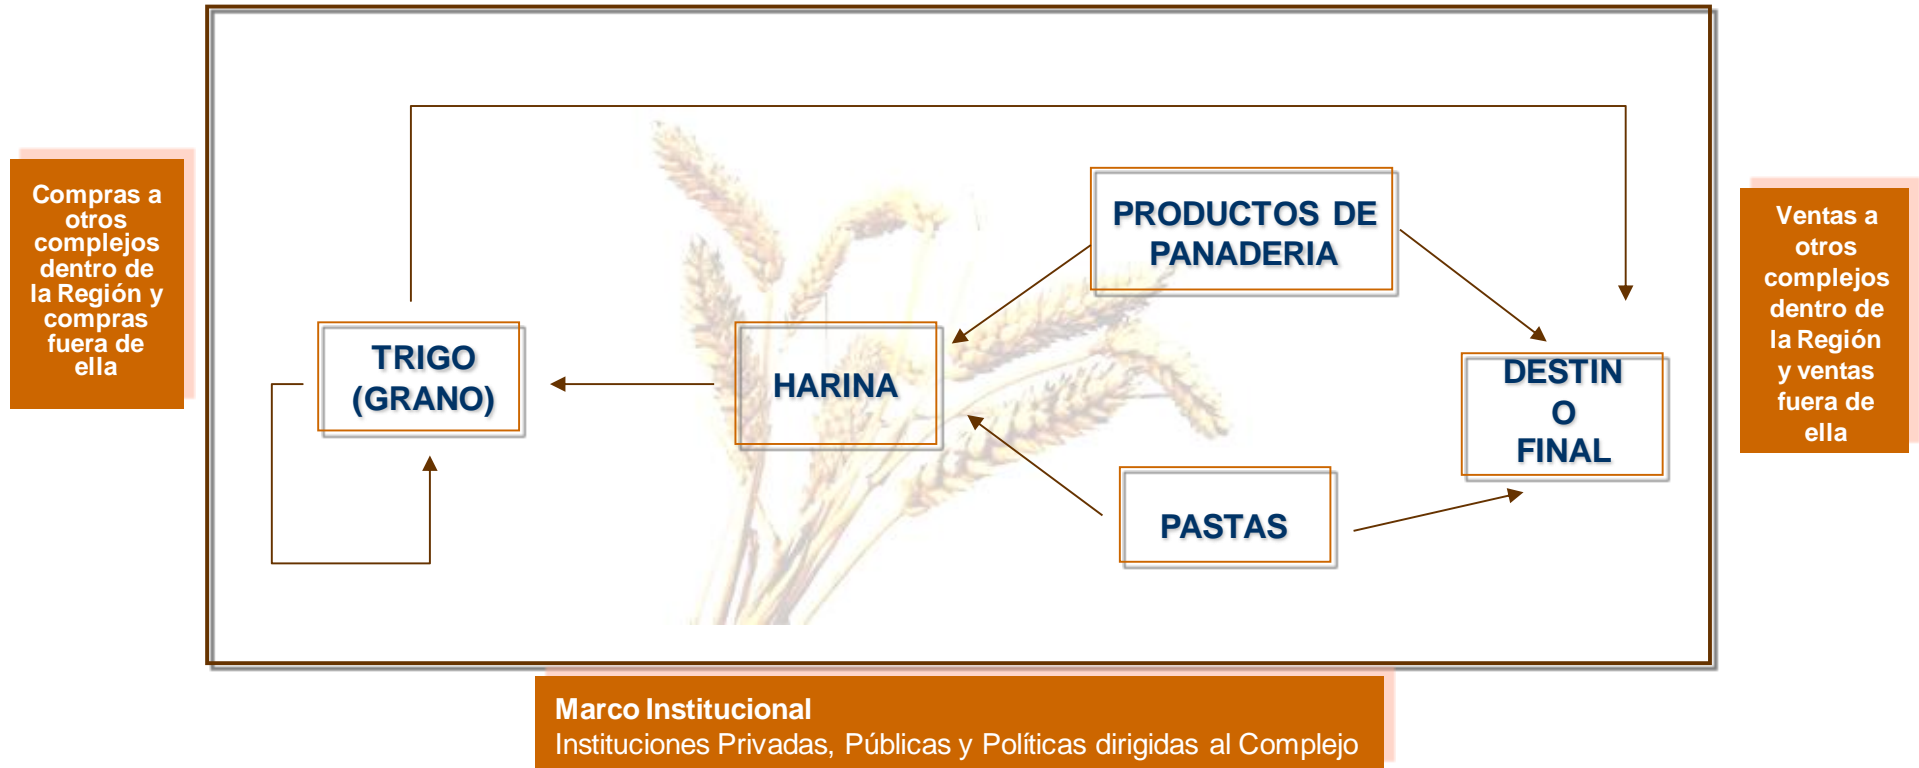 Compras a
otros
complejos
dentro de
la Región y
compras
fuera de
ella
TRIGO
(GRANO)
HARINA
PRODUCTOS DE
PANADERIA
PASTAS
DESTIN
O
FINAL
Ventas a
otros
complejos
dentro de
la Región
y ventas
fuera de
ella
Marco Institucional
Instituciones Privadas, Públicas y Políticas dirigidas al Complejo